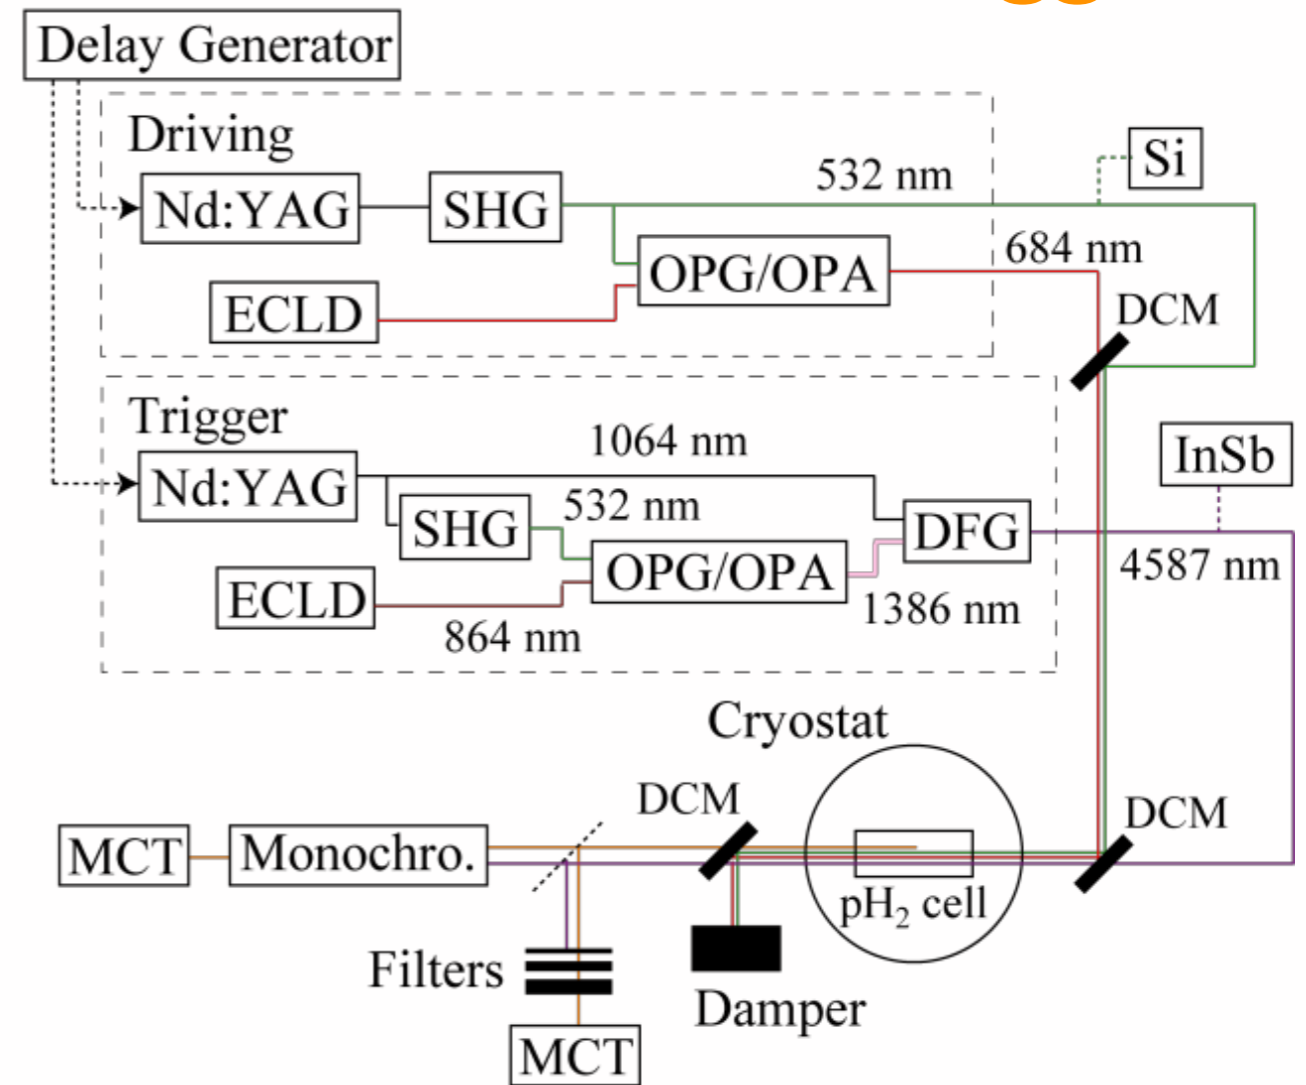 Delay Generator
Driving
Nd:YAG
SHG
532 nm
Si
OPG/OPA
684 nm
ECLD
DCM
Trigger
1064 nm
Nd:YAG
InSb
SHG
532 nm
DFG
OPG/OPA
4587 nm
ECLD
1386 nm
864 nm
Cryostat
DCM
DCM
MCT
Monochro.
pH₂ cell
Filters
Damper
MCT